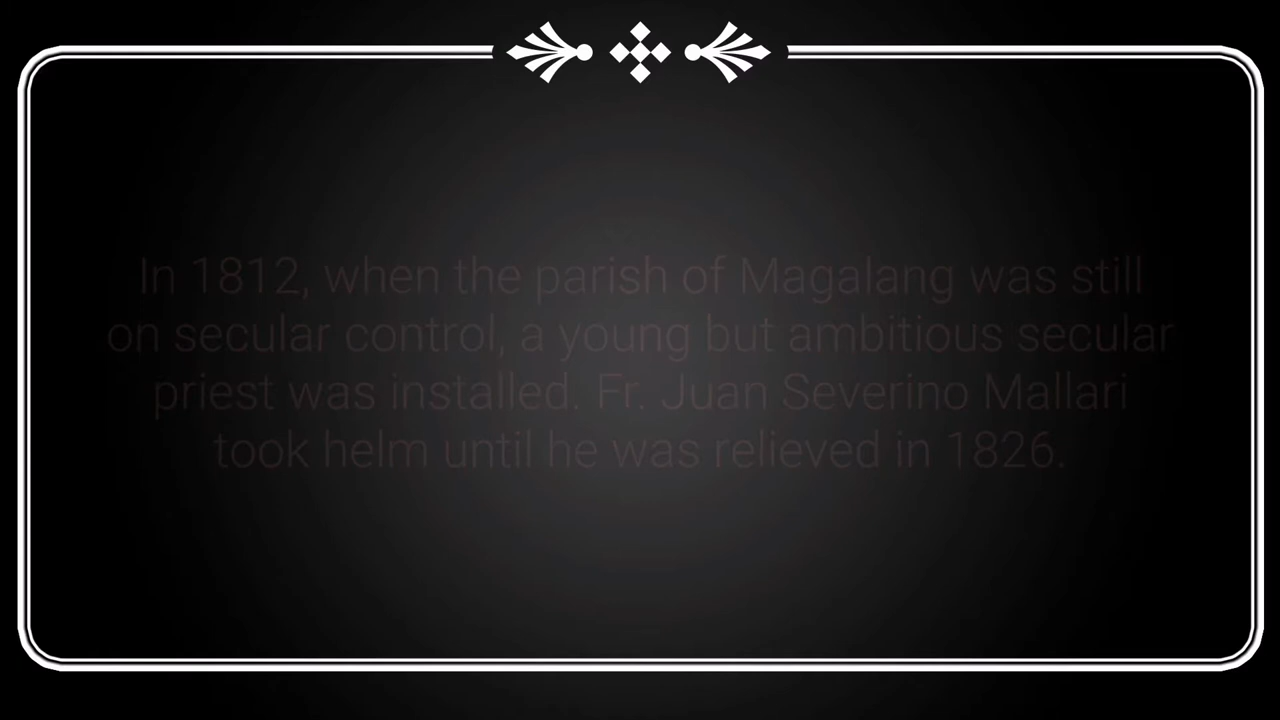 In 1812, when the parish of Magalang was still
on secular control, a young but ambitious secular
priest was installed. Fr. Juan Severino Mallari
took helm until he was relieved in 1826.